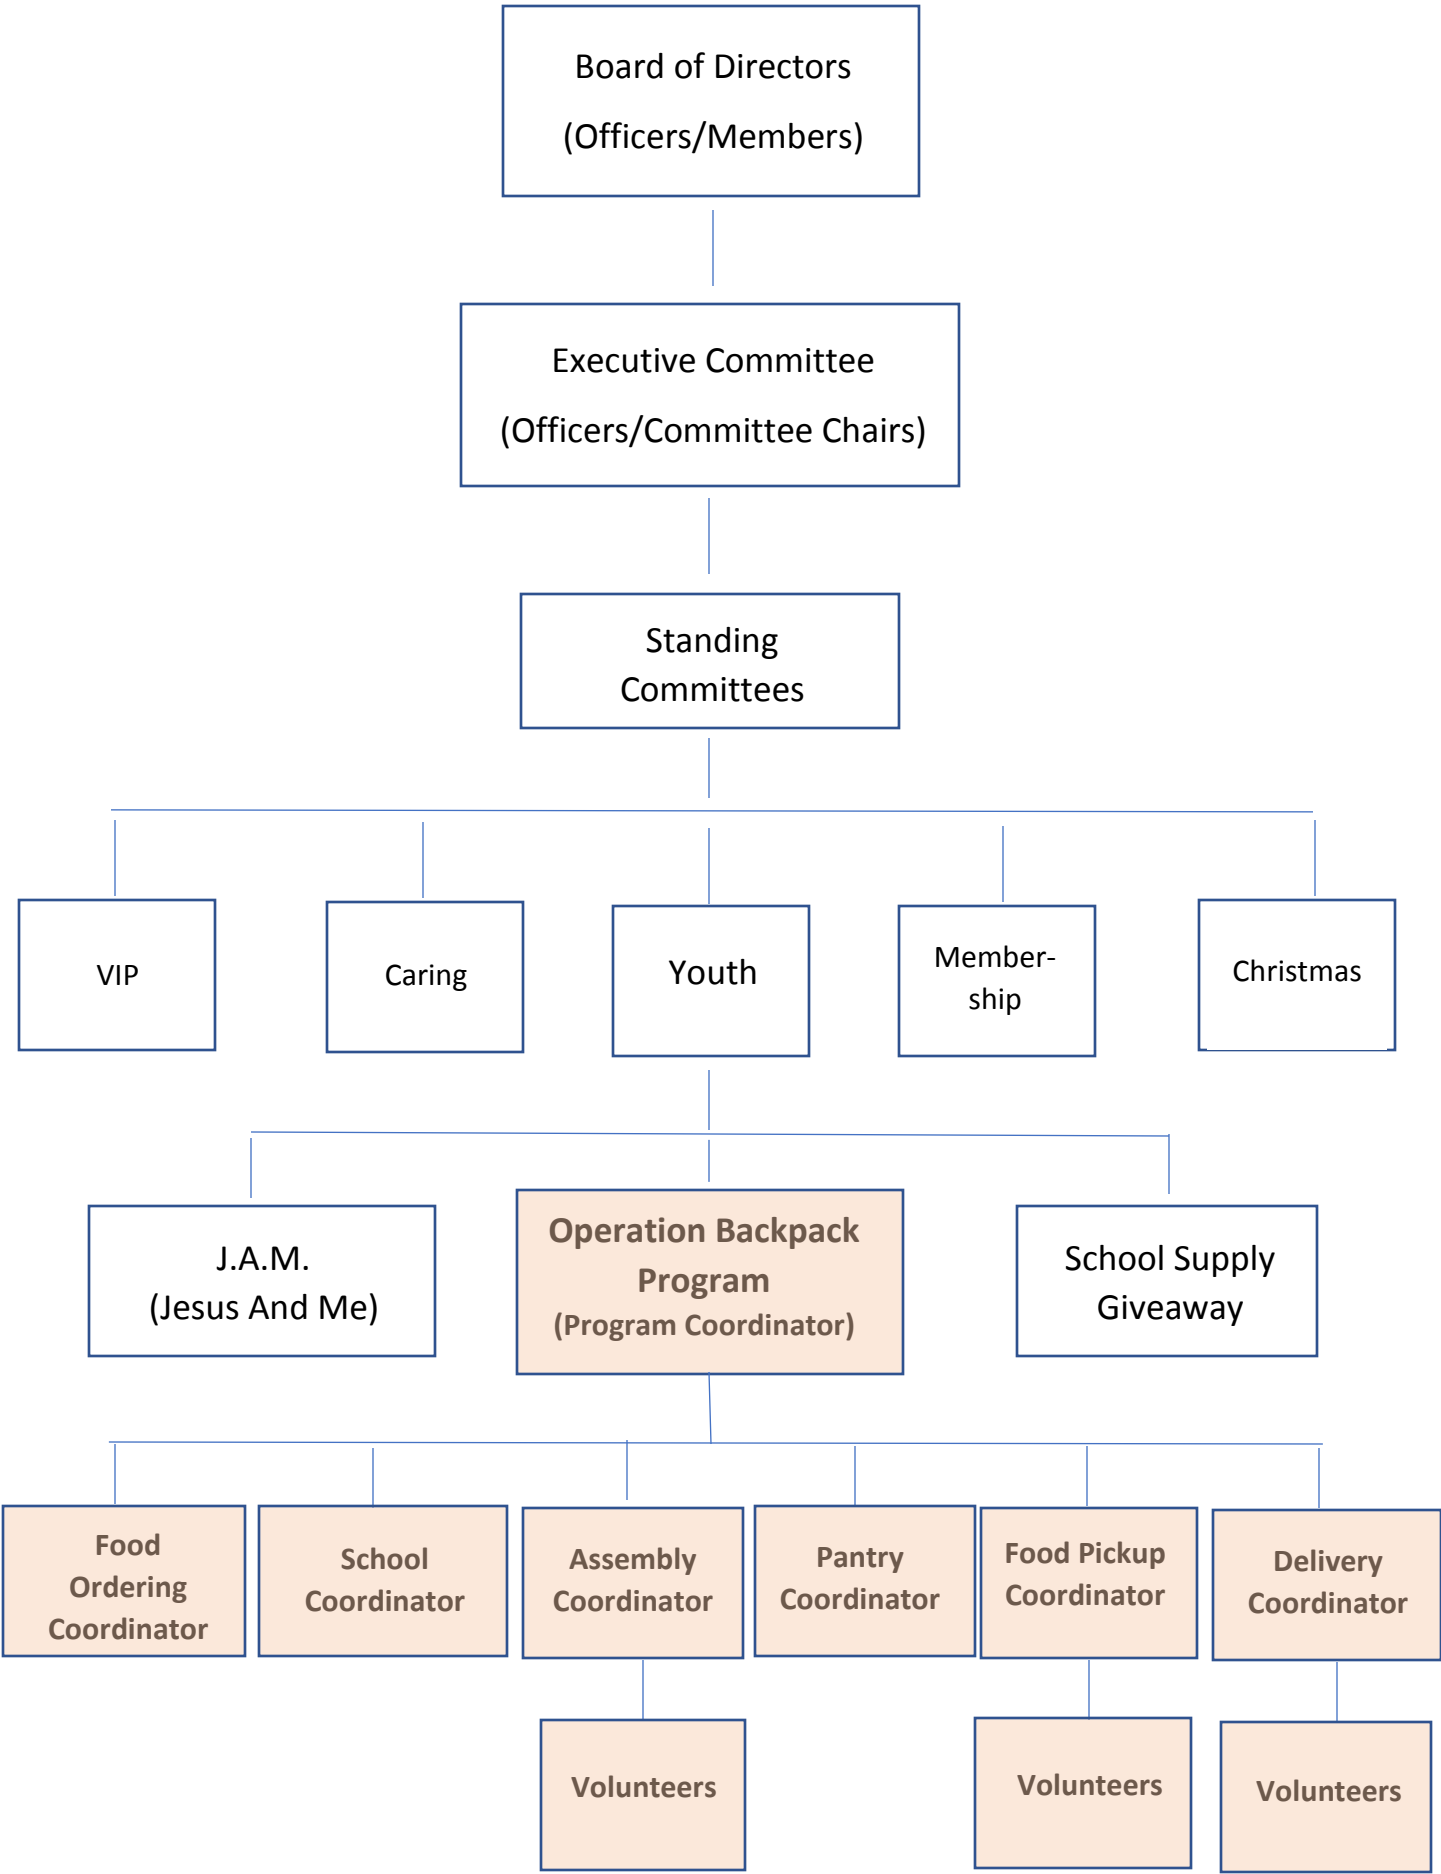 Board of Directors
(Officers/Members)
Executive Committee
(Officers/Committee Chairs)
Standing
Committees
VIP
Caring
Youth
Member-
ship
Christmas
J.A.M.
(Jesus And Me)
Operation Backpack
Program
(Program Coordinator)
School Supply
Giveaway
Food
Ordering
Coordinator
School
Coordinator
Assembly
Coordinator
Pantry
Coordinator
Food Pickup
Coordinator
Delivery
Coordinator
Volunteers
Volunteers
Volunteers